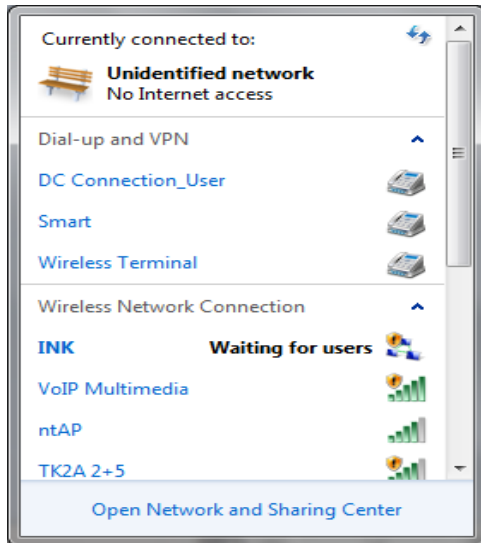 Currently connected to:
Unidentified network
No Internet access
Dial-up and VPN
DC Connection_User
Smart
Wireless Terminal
Wireless Network Connection
INK Waiting for users
VoIP Multimedia
ntAP
TK2A 2+5
Open Network and Sharing Center